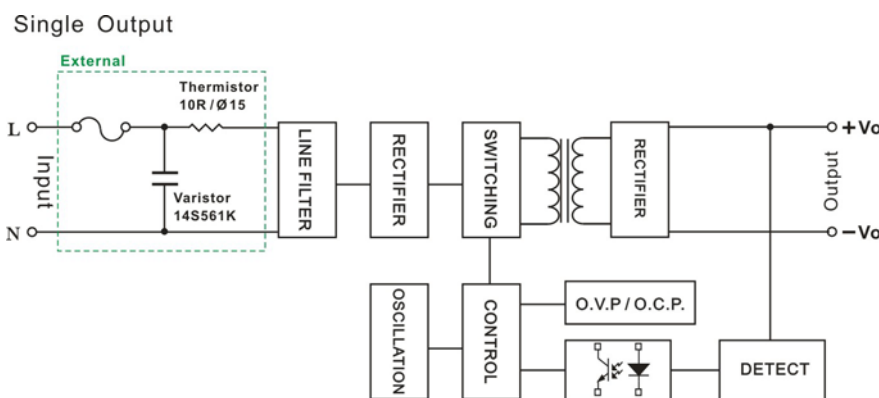 Single Output
External
Thermistor
10R/Ø15
L
Input
N
Varistor
14S561K
LINE FILTER
RECTIFIER
SWITCHING
RECTIFIER
+Vo
Output
−Vo
OSCILLATION
CONTROL
O.V.P/O.C.P.
DETECT